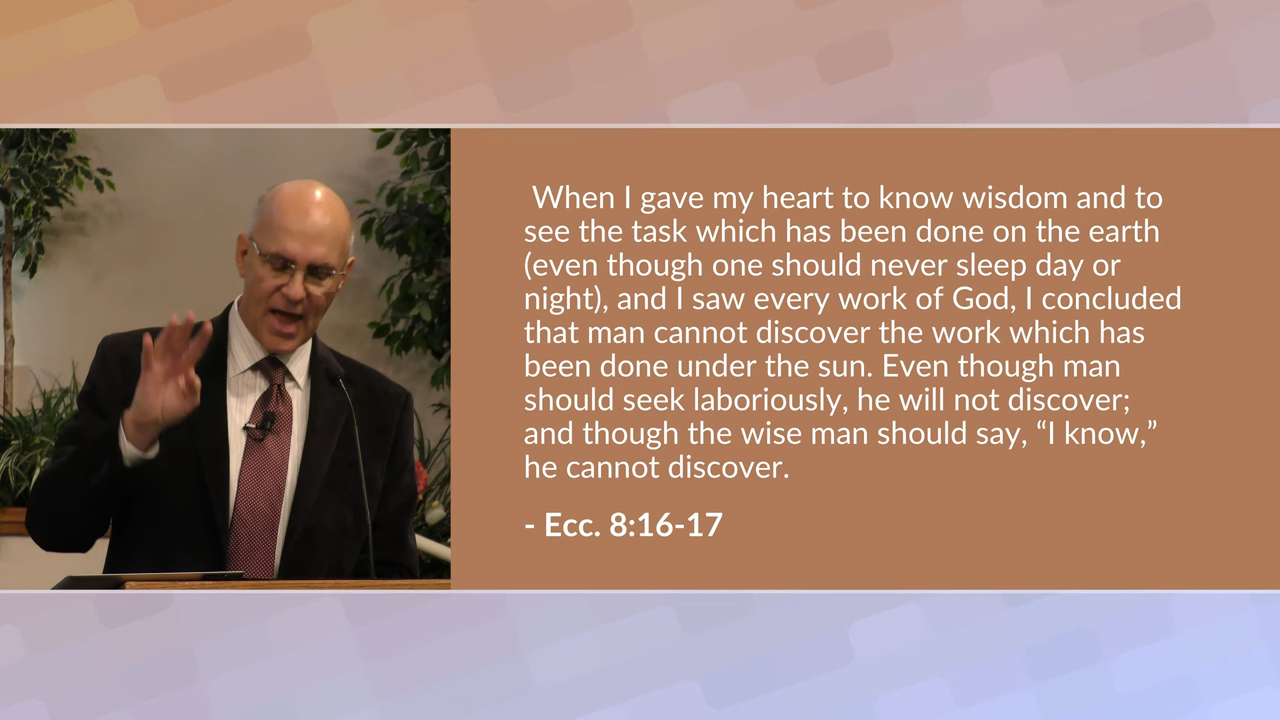 When I gave my heart to know wisdom and to
see the task which has been done on the earth
(even though one should never sleep day or
night), and I saw every work of God, I concluded
that man cannot discover the work which has
been done under the sun. Even though man
should seek laboriously, he will not discover;
and though the wise man should say, “I know,”
he cannot discover.
- Ecc. 8:16-17